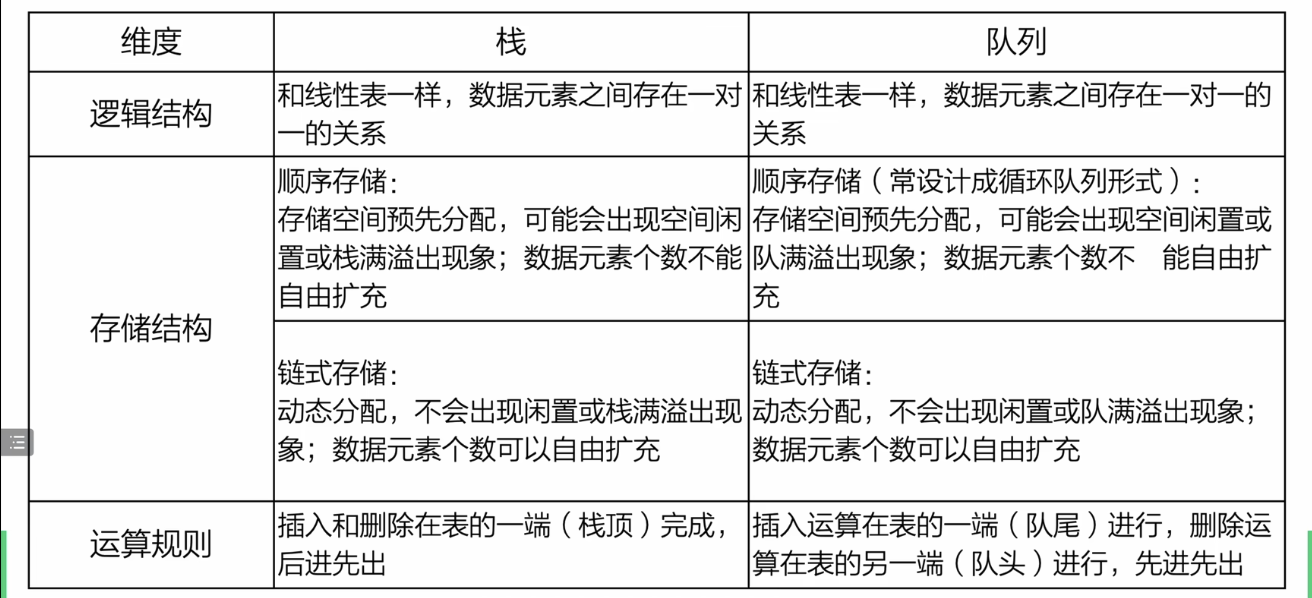 维度
栈
队列
逻辑结构
和线性表一样，数据元素之间存在一对
一的关系
和线性表一样，数据元素之间存在一对一的
关系
存储结构
顺序存储：
存储空间预先分配，可能会出现空间闲
置或栈满溢出现象；数据元素个数不能
自由扩充
顺序存储（常设计成循环队列形式）：
存储空间预先分配，可能会出现空间闲置或
队满溢出现象；数据元素个数不　能自由扩
充
链式存储：
动态分配，不会出现闲置或栈满溢出现
象；数据元素个数可以自由扩充
链式存储：
动态分配，不会出现闲置或队满溢出现象；
数据元素个数可以自由扩充
运算规则
插入和删除在表的一端（栈顶）完成，
后进先出
插入运算在表的一端（队尾）进行，删除运
算在表的另一端（队头）进行，先进先出